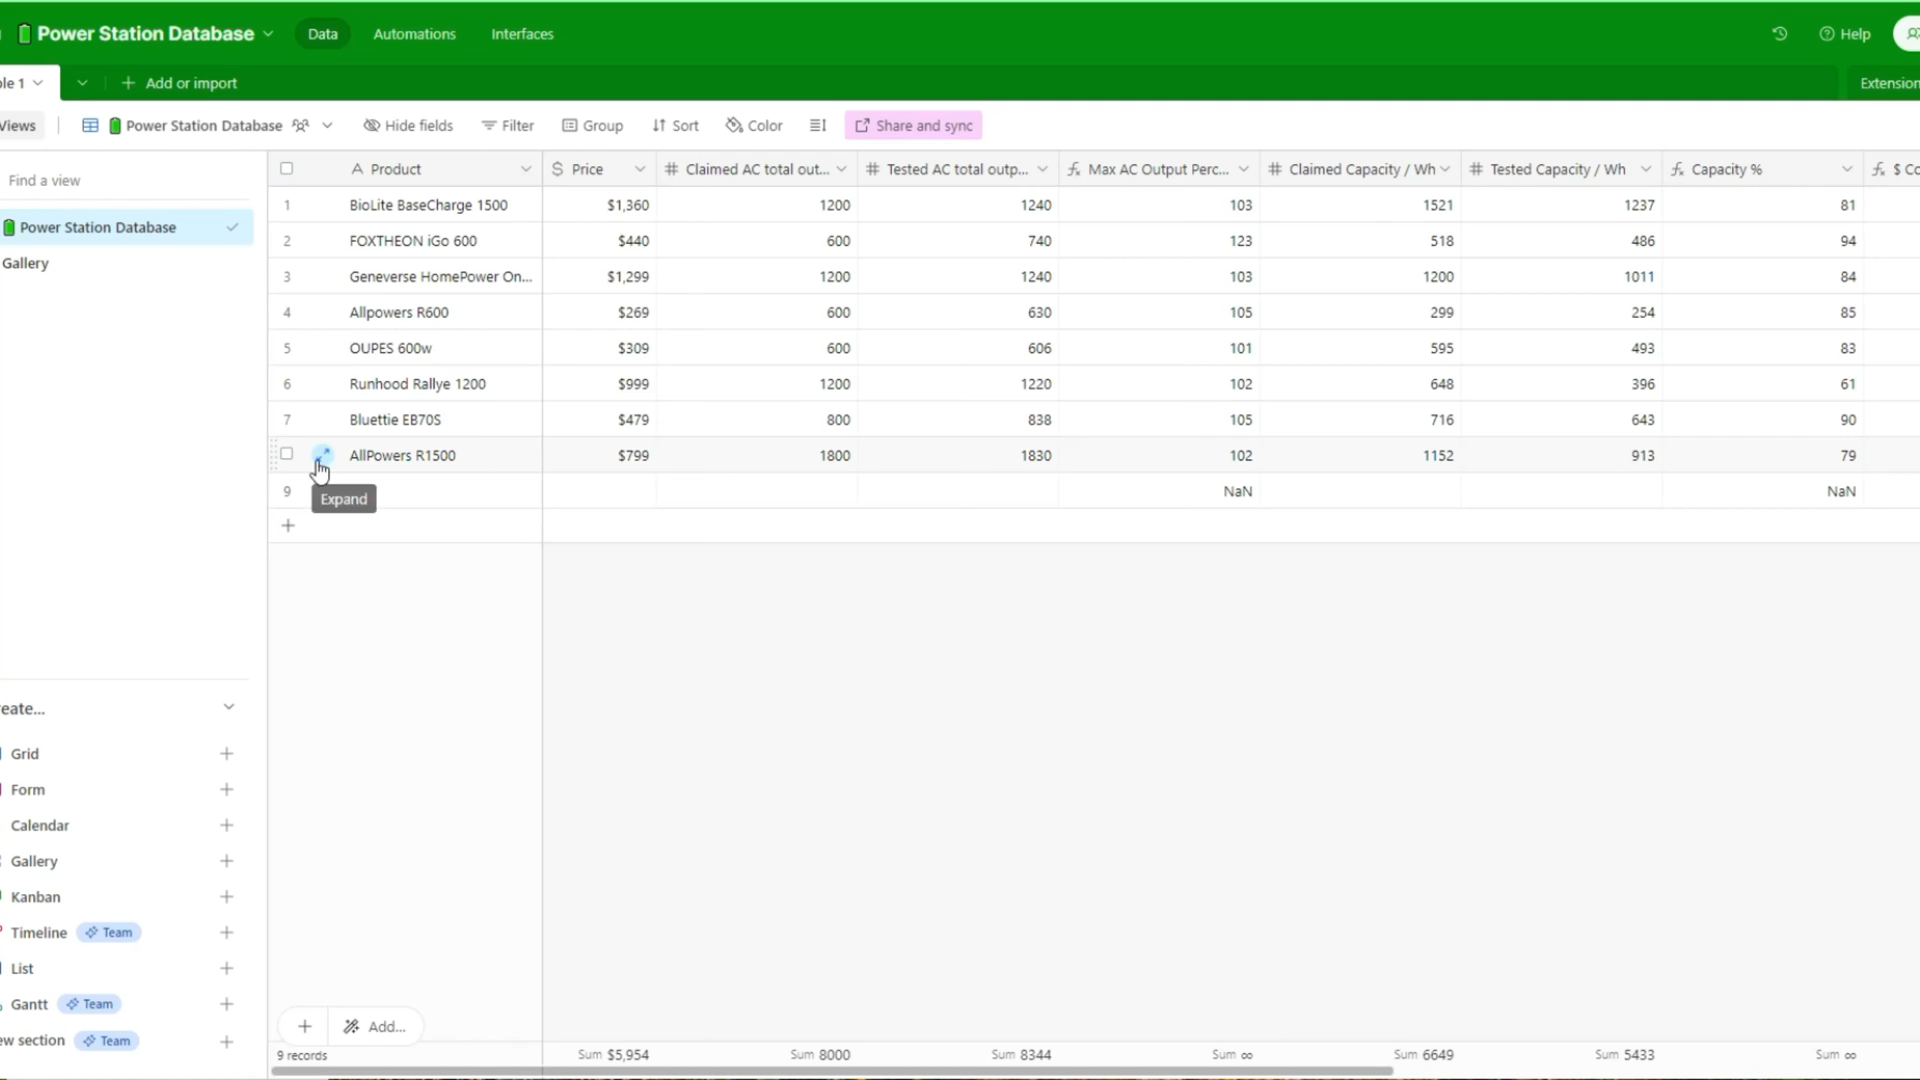 Power Station Database
Data
Automations
Interfaces
Help
ble 1
Add or import
Extension
Views
Power Station Database
Hide fields
Filter
Group
Sort
Color
Share and sync
Find a view
Power Station Database
Gallery
Product Price Claimed AC total out... Tested AC total outp... Max AC Output Perc... Claimed Capacity / Wh Tested Capacity / Wh Capacity % $ Co
1 BioLite BaseCharge 1500 $1,360 1200 1240 103 1521 1237 81
2 FOXTHEON iGo 600 $440 600 740 123 518 486 94
3 Geneverse HomePower On... $1,299 1200 1240 103 1200 1011 84
4 Allpowers R600 $269 600 630 105 299 254 85
5 OUPES 600w $309 600 606 101 595 493 83
6 Runhood Rallye 1200 $999 1200 1220 102 648 396 61
7 Bluettie EB70S $479 800 838 105 716 643 90
AllPowers R1500 $799 1800 1830 102 1152 913 79
9 NaN NaN
Expand
reate...
Grid
Form
Calendar
Gallery
Kanban
Timeline Team
List
Gantt Team
ew section Team
Add...
9 records Sum $5,954 Sum 8000 Sum 8344 Sum ∞ Sum 6649 Sum 5433 Sum ∞